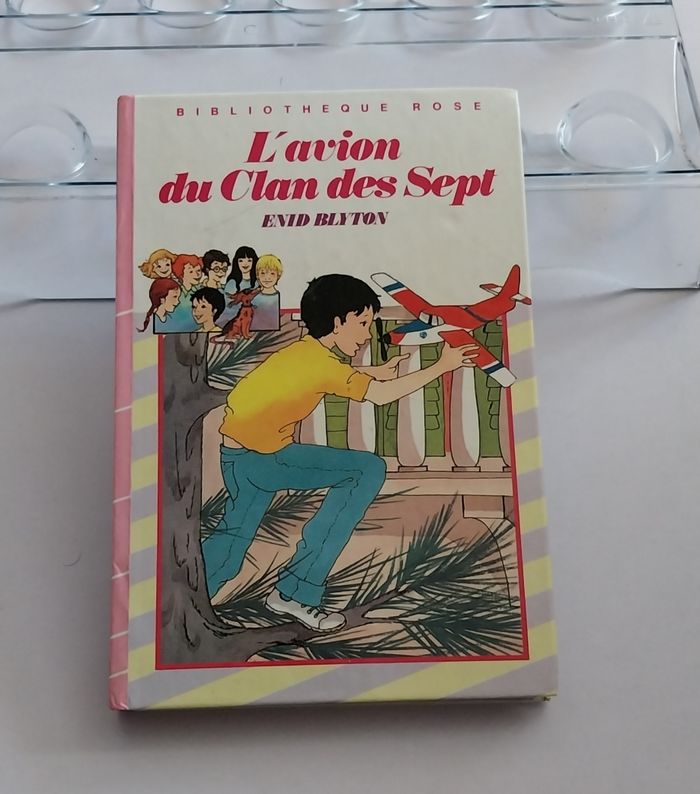 BIBLIOTHEQUE ROSE
L'avion
du Clan des Sept
ENID BLYTON